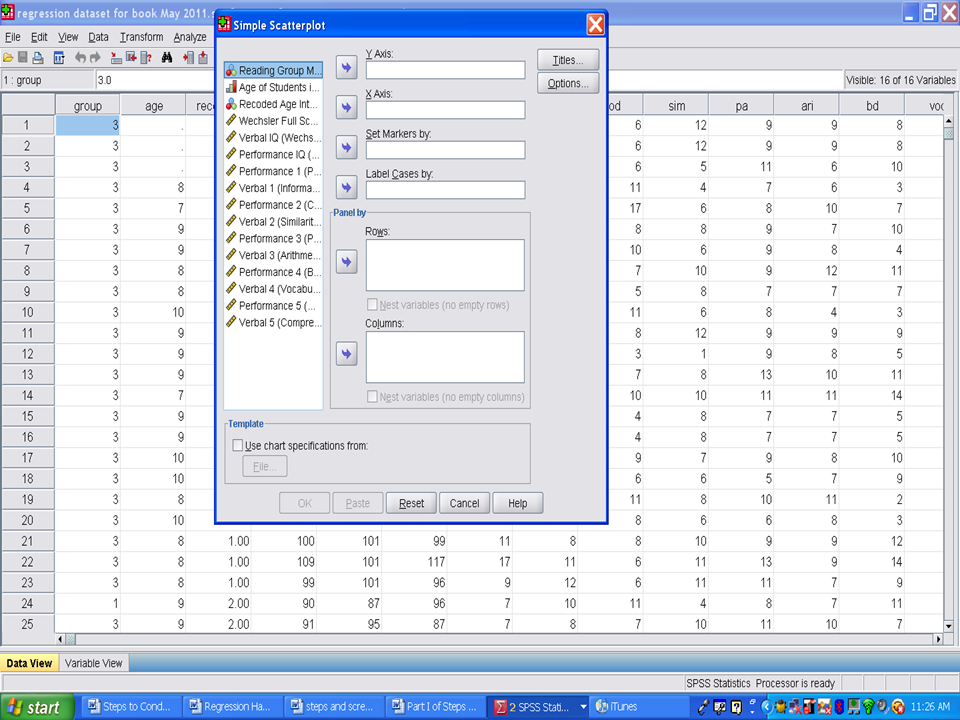 regression dataset for book May 2011.s
Simple Scatterplot
File Edit View Data Transform Analyze
1 : group 3.0 Visible: 16 of 16 Variables
Reading Group M...
Age of Students i...
Recoded Age Int...
Wechsler Full Sc...
Verbal IQ (Wechs...
Performance IQ (...
Performance 1 (P...
Verbal 1 (Informa...
Performance 2 (C...
Verbal 2 (Similarit...
Performance 3 (P...
Verbal 3 (Arithme...
Performance 4 (B...
Verbal 4 (Vocabu...
Performance 5 (...
Verbal 5 (Compre...
Y Axis:
X Axis:
Set Markers by:
Label Cases by:
Panel by
Rows:
Nest variables (no empty rows)
Columns:
Nest variables (no empty columns)
Titles...
Options...
Template
Use chart specifications from:
File...
OK Paste Reset Cancel Help
group age rec od sim pa ari bd voc
1 3 . 6 12 9 9 8
2 3 . 6 12 9 9 8
3 3 . 6 5 11 6 10
4 3 8 11 4 7 6 3
5 3 7 17 6 8 10 7
6 3 9 8 8 9 7 10
7 3 9 10 6 9 8 4
8 3 8 7 10 9 12 11
9 3 8 5 8 7 7 7
10 3 10 11 6 8 4 3
11 3 9 8 12 9 9 9
12 3 9 3 1 9 8 5
13 3 9 7 8 13 10 11
14 3 7 10 10 11 11 14
15 3 9 4 8 7 7 5
16 3 9 4 8 7 7 5
17 3 10 9 7 9 8 10
18 3 10 6 6 5 7 9
19 3 8 11 8 10 11 2
20 3 10 8 6 6 8 3
21 3 8 1.00 100 101 99 11 8 8 10 9 9 12
22 3 8 1.00 109 101 117 17 11 6 11 13 9 14
23 3 8 1.00 99 101 96 9 12 6 11 11 7 9
24 1 9 2.00 90 87 96 7 10 11 4 8 7 11
25 3 9 2.00 91 95 87 7 8 7 10 11 10 7
Data View Variable View
SPSS Statistics Processor is ready
start Steps to Cond... Regression Ha... steps and scre... Part I of Steps ... 2 SPSS Stati... iTunes 11:26 AM